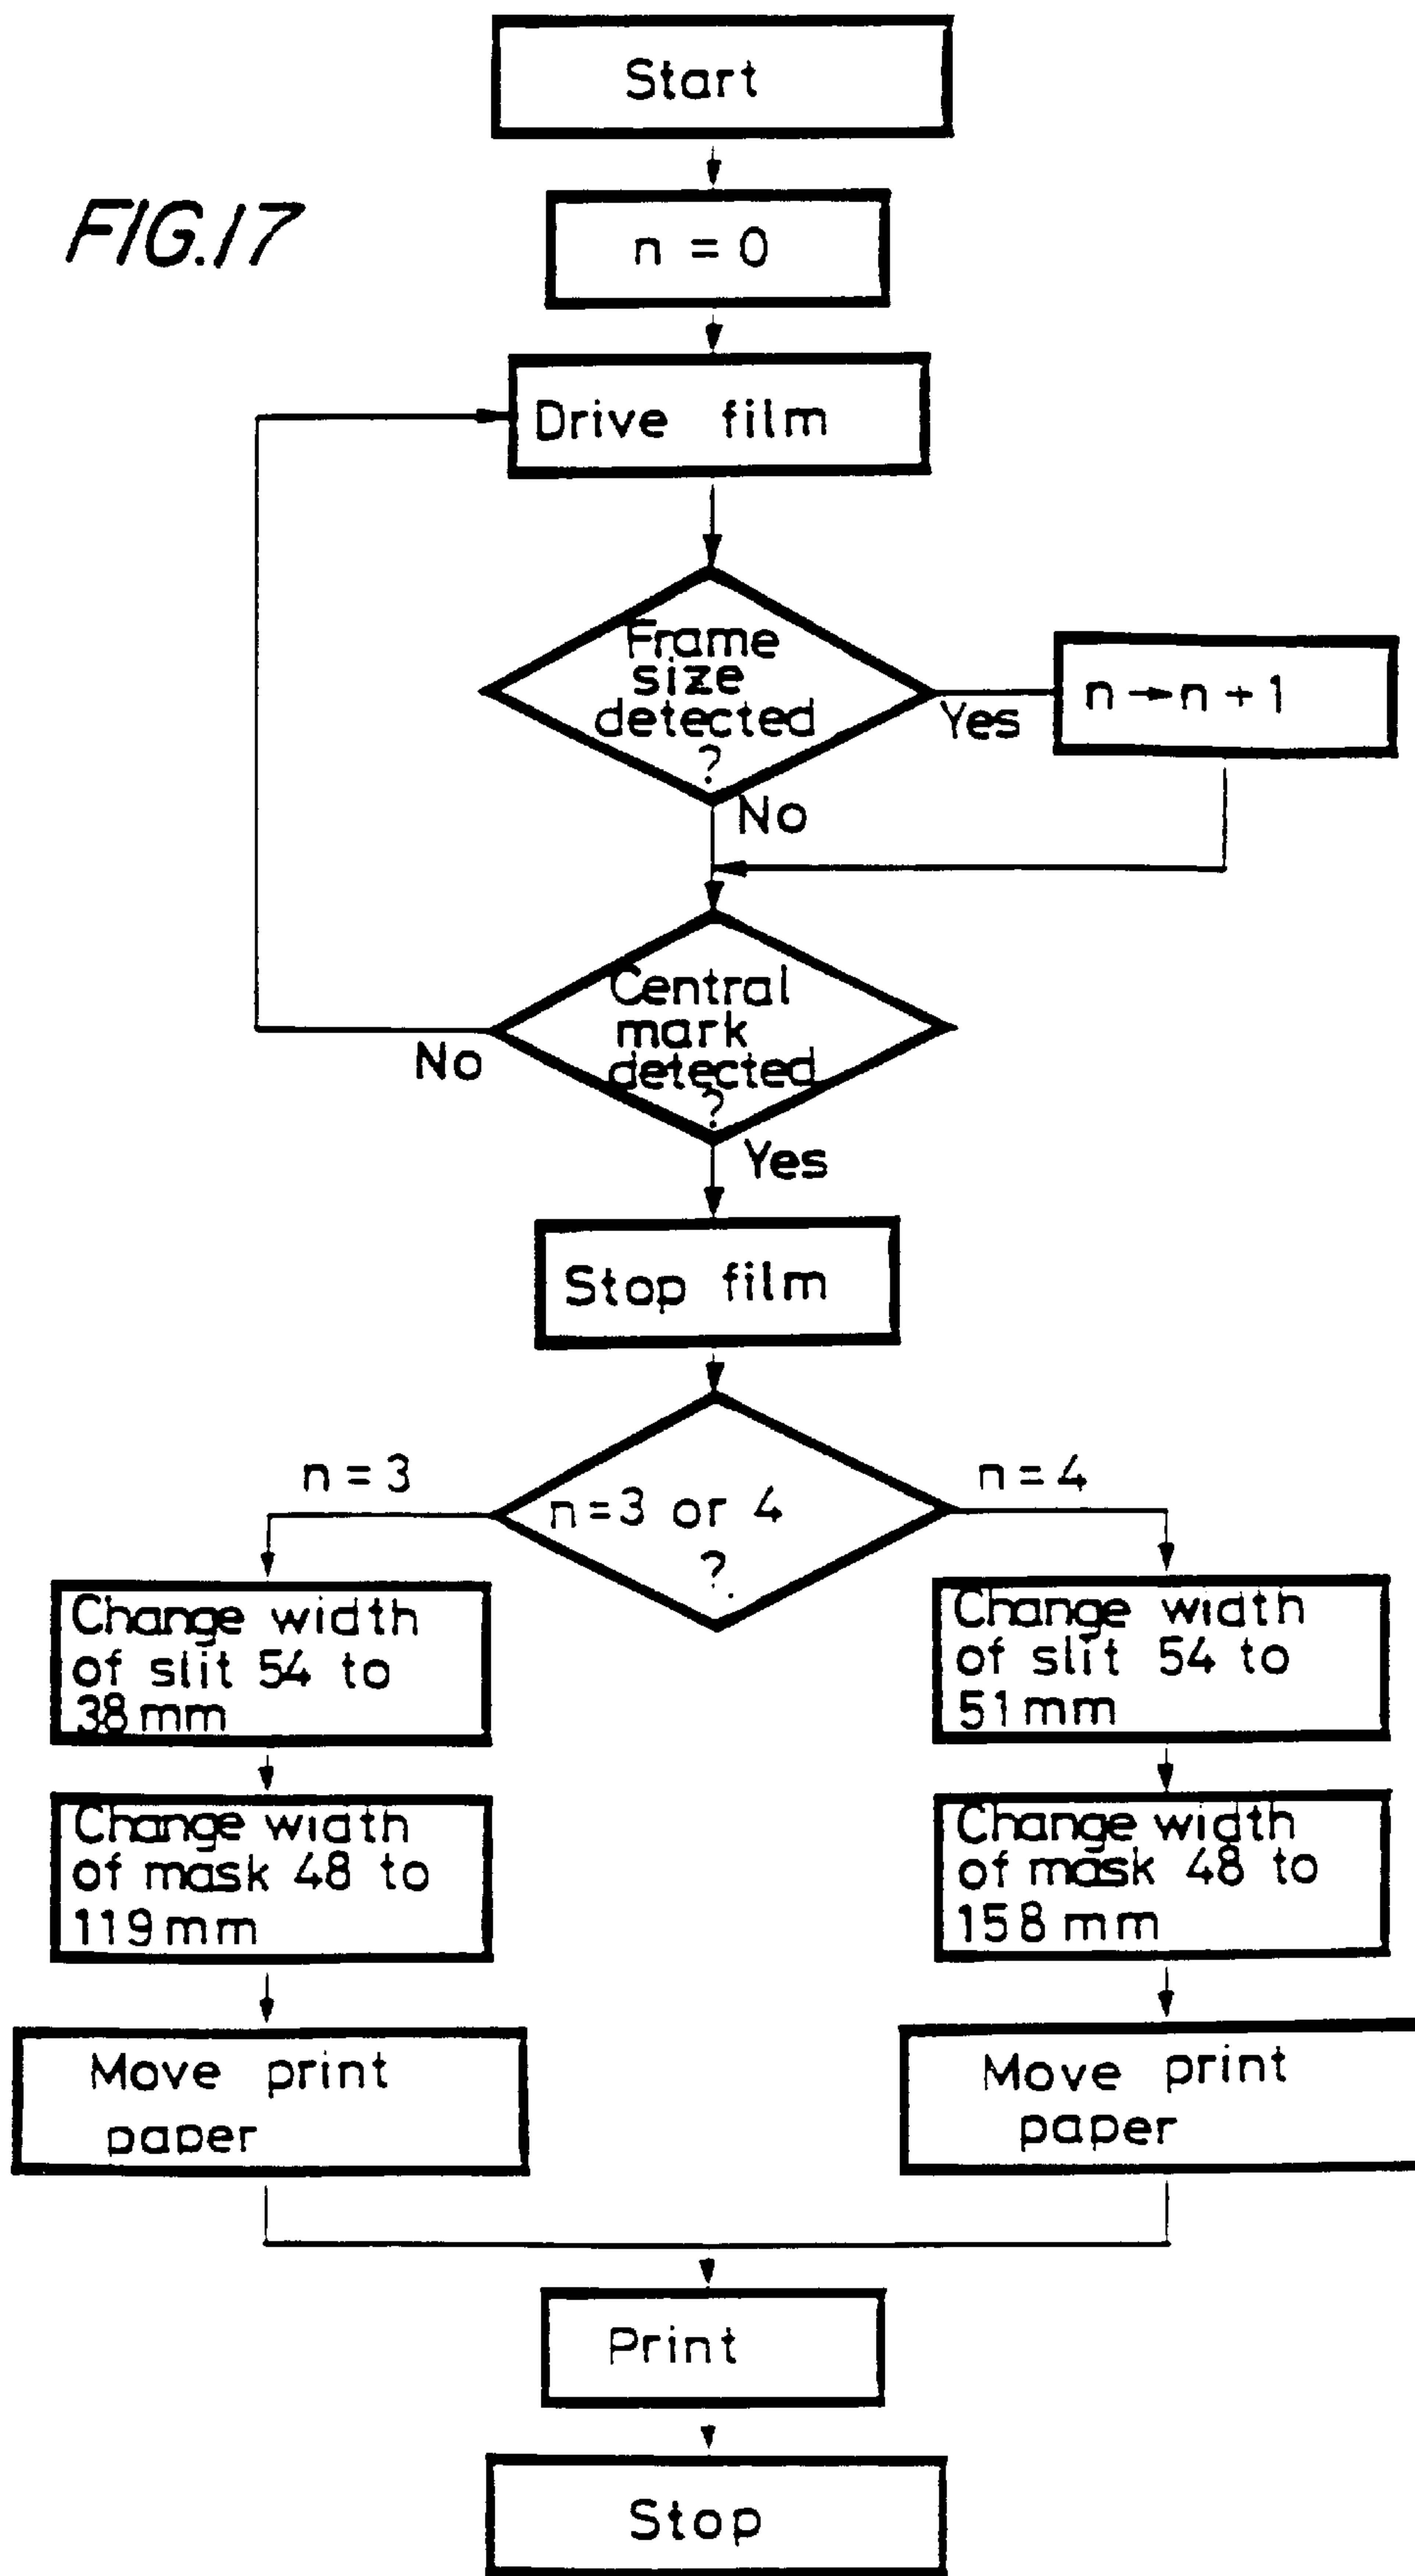 FIG.17
Start
n = 0
Drive film
Frame
size
detected
?
Yes
n → n + 1
No
Central
mark
detected
?
No
Yes
Stop film
n = 3 or 4
?
n = 3
n = 4
Change width
of slit 54 to
38 mm
Change width
of slit 54 to
51 mm
Change width
of mask 48 to
119 mm
Change width
of mask 48 to
158 mm
Move print
paper
Move print
paper
Print
Stop